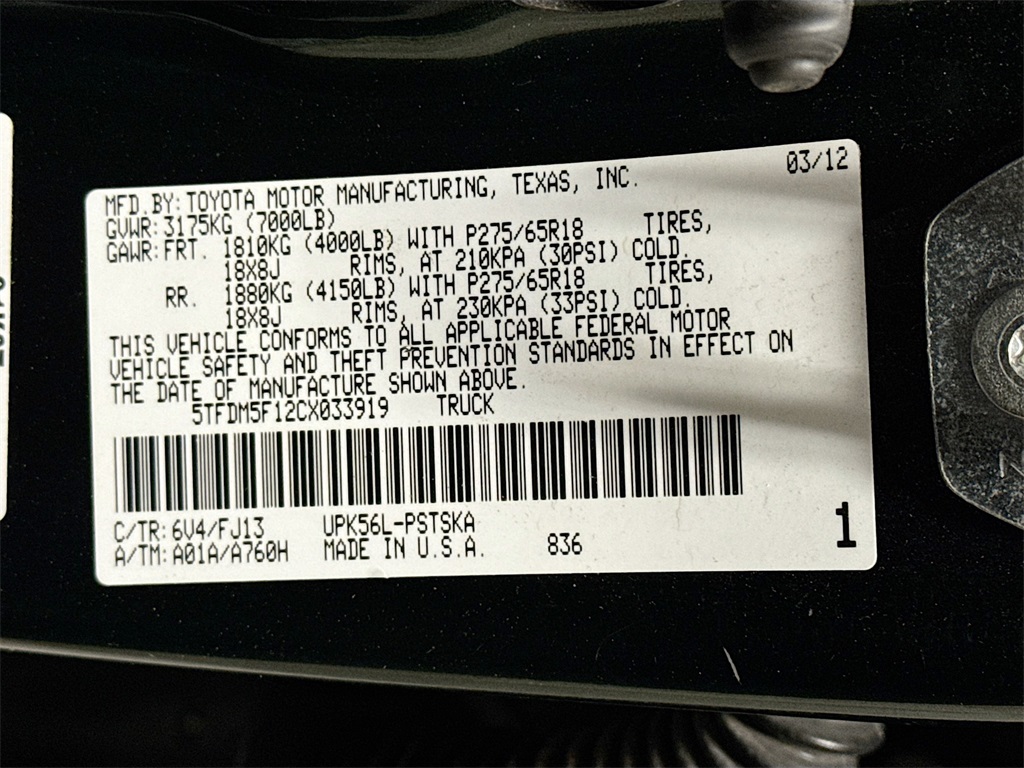 03/12
MFD.BY:TOYOTA MOTOR MANUFACTURING, TEXAS, INC.
GVWR:3175KG (7000LB)
GAWR:FRT. 1810KG (4000LB) WITH P275/65R18 TIRES,
18X8J RIMS, AT 210KPA (30PSI) COLD.
RR. 1880KG (4150LB) WITH P275/65R18 TIRES,
18X8J RIMS, AT 230KPA (33PSI) COLD.
THIS VEHICLE CONFORMS TO ALL APPLICABLE FEDERAL MOTOR
VEHICLE SAFETY AND THEFT PREVENTION STANDARDS IN EFFECT ON
THE DATE OF MANUFACTURE SHOWN ABOVE.
5TFDM5F12CX033919 TRUCK
C/TR:6V4/FJ13 UPK56L-PSTSKA
A/TM:A01A/A760H MADE IN U.S.A. 836
1